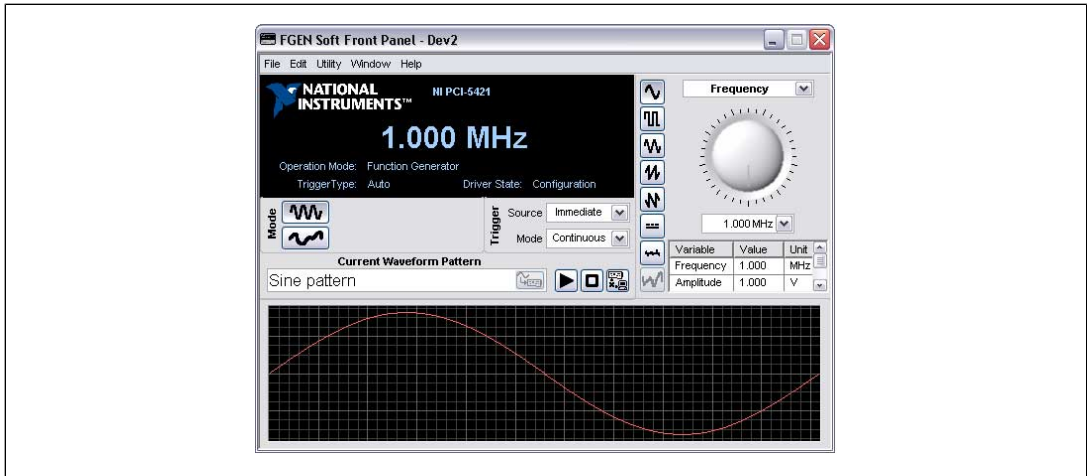 FGEN Soft Front Panel - Dev2
File Edit Utility Window Help
NATIONAL INSTRUMENTS™
NI PCI-5421
1.000 MHz
Operation Mode: Function Generator
TriggerType: Auto Driver State: Configuration
Mode
Trigger
Source Immediate
Mode Continuous
Current Waveform Pattern
Sine pattern
Frequency
1.000 MHz
Variable Value Unit
Frequency 1.000 MHz
Amplitude 1.000 V